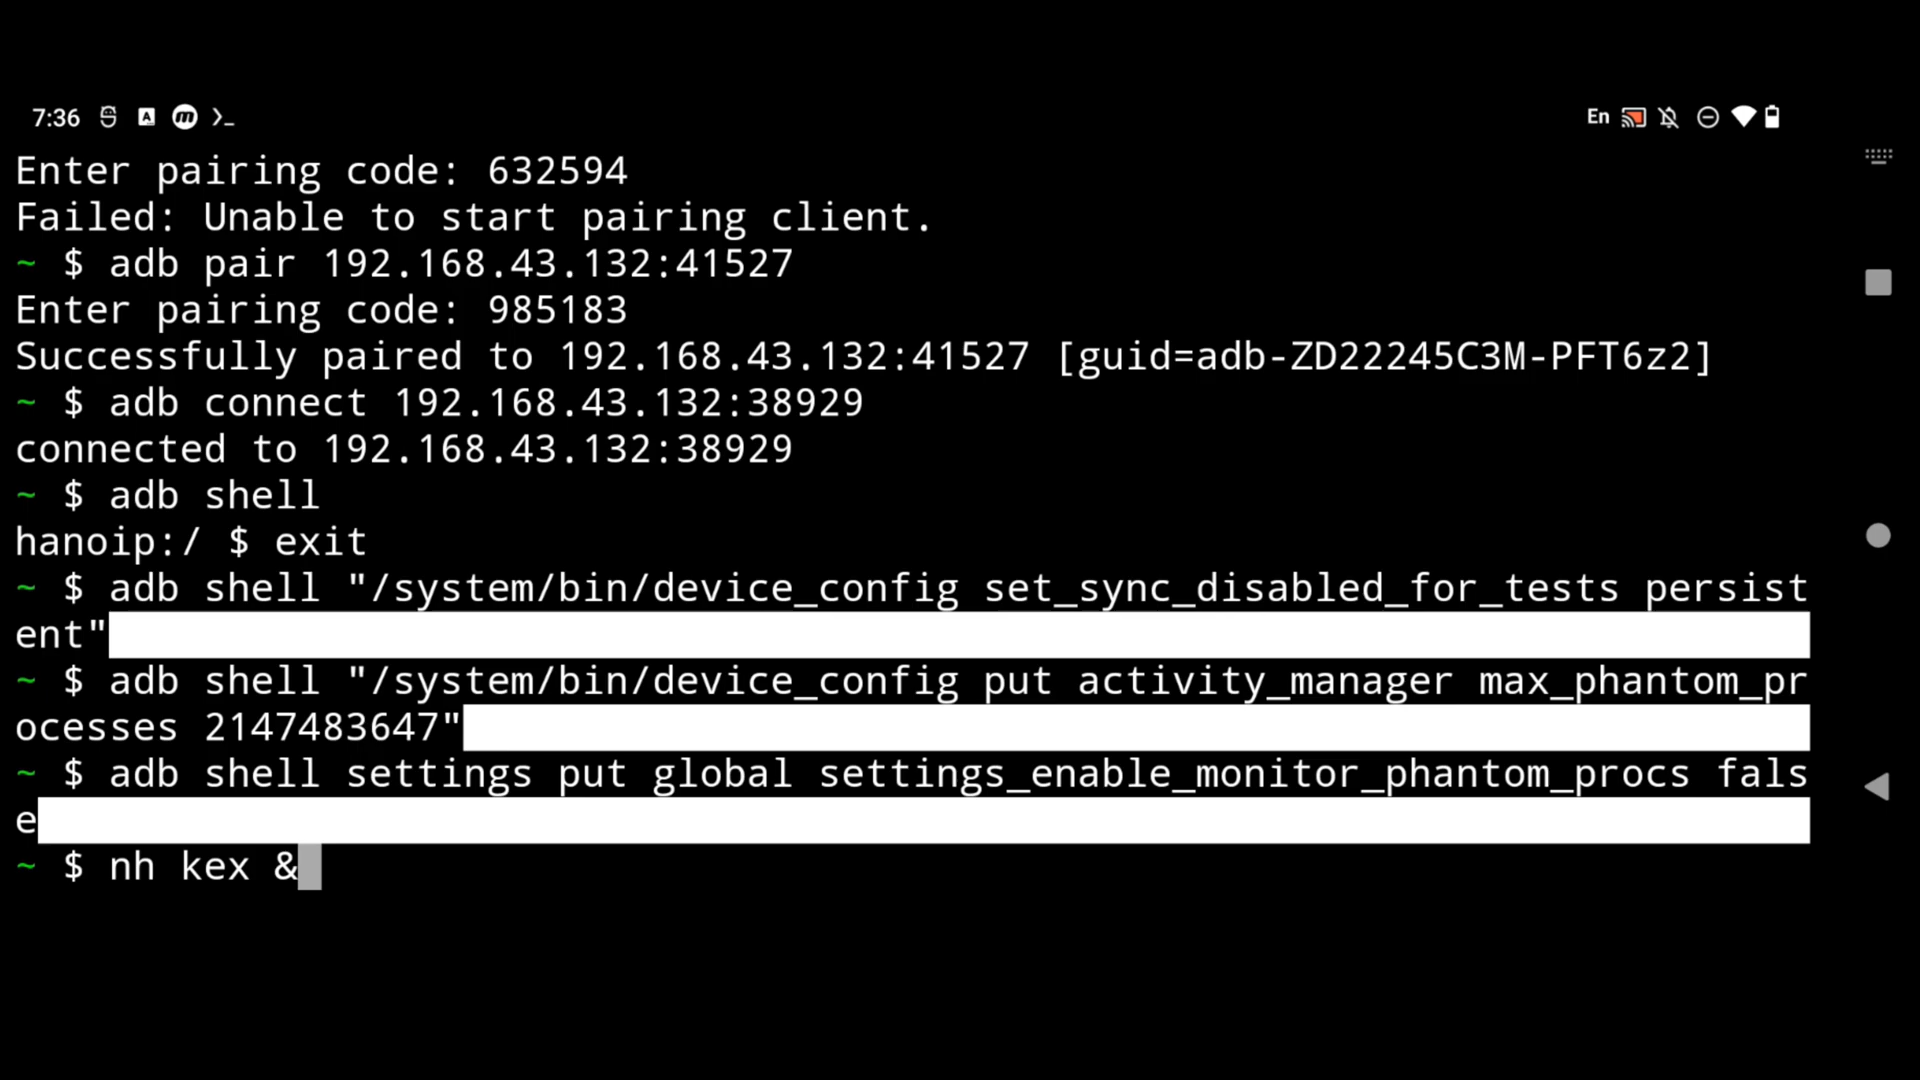 7:36 A m >_ En
Enter pairing code: 632594
Failed: Unable to start pairing client.
~ $ adb pair 192.168.43.132:41527
Enter pairing code: 985183
Successfully paired to 192.168.43.132:41527 [guid=adb-ZD22245C3M-PFT6z2]
~ $ adb connect 192.168.43.132:38929
connected to 192.168.43.132:38929
~ $ adb shell
hanoip:/ $ exit
~ $ adb shell "/system/bin/device_config set_sync_disabled_for_tests persist
ent"
~ $ adb shell "/system/bin/device_config put activity_manager max_phantom_pr
ocesses 2147483647"
~ $ adb shell settings put global settings_enable_monitor_phantom_procs fals
e
~ $ nh kex &